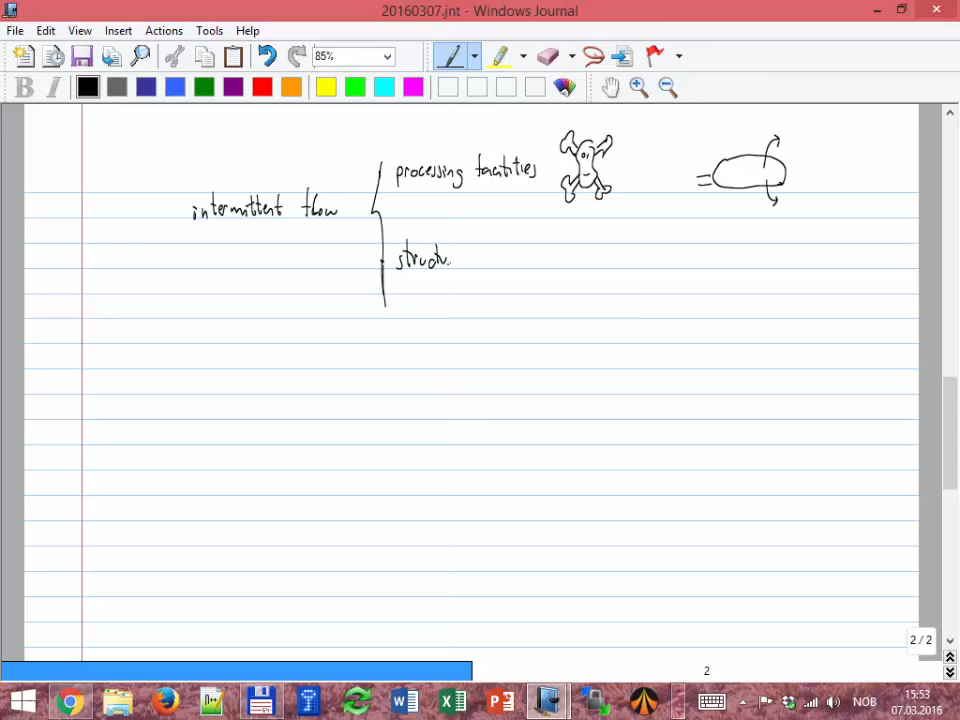 20160307.jnt - Windows Journal
File Edit View Insert Actions Tools Help
85%
B I
processing facilities
intermittent flow
structu
2 / 2
2
NOB
15:53
07.03.2016